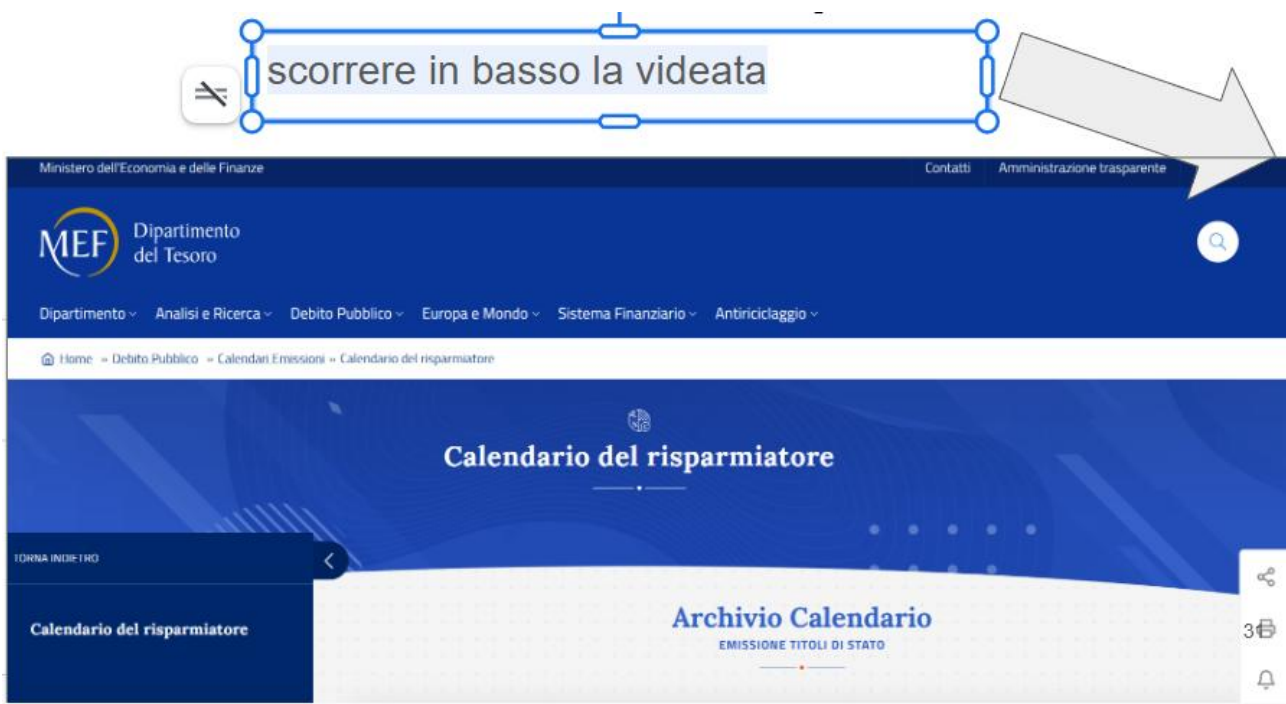 scorrere in basso la videata
Ministero dell'Economia e delle Finanze
Contatti Amministrazione trasparente
MEF Dipartimento
del Tesoro
Dipartimento Analisi e Ricerca Debito Pubblico Europa e Mondo Sistema Finanziario Antiriciclaggio
Home » Debito Pubblico » Calendari Emissioni » Calendario del risparmiatore
Calendario del risparmiatore
TORNA INDIETRO
Calendario del risparmiatore
Archivio Calendario
EMISSIONE TITOLI DI STATO
31